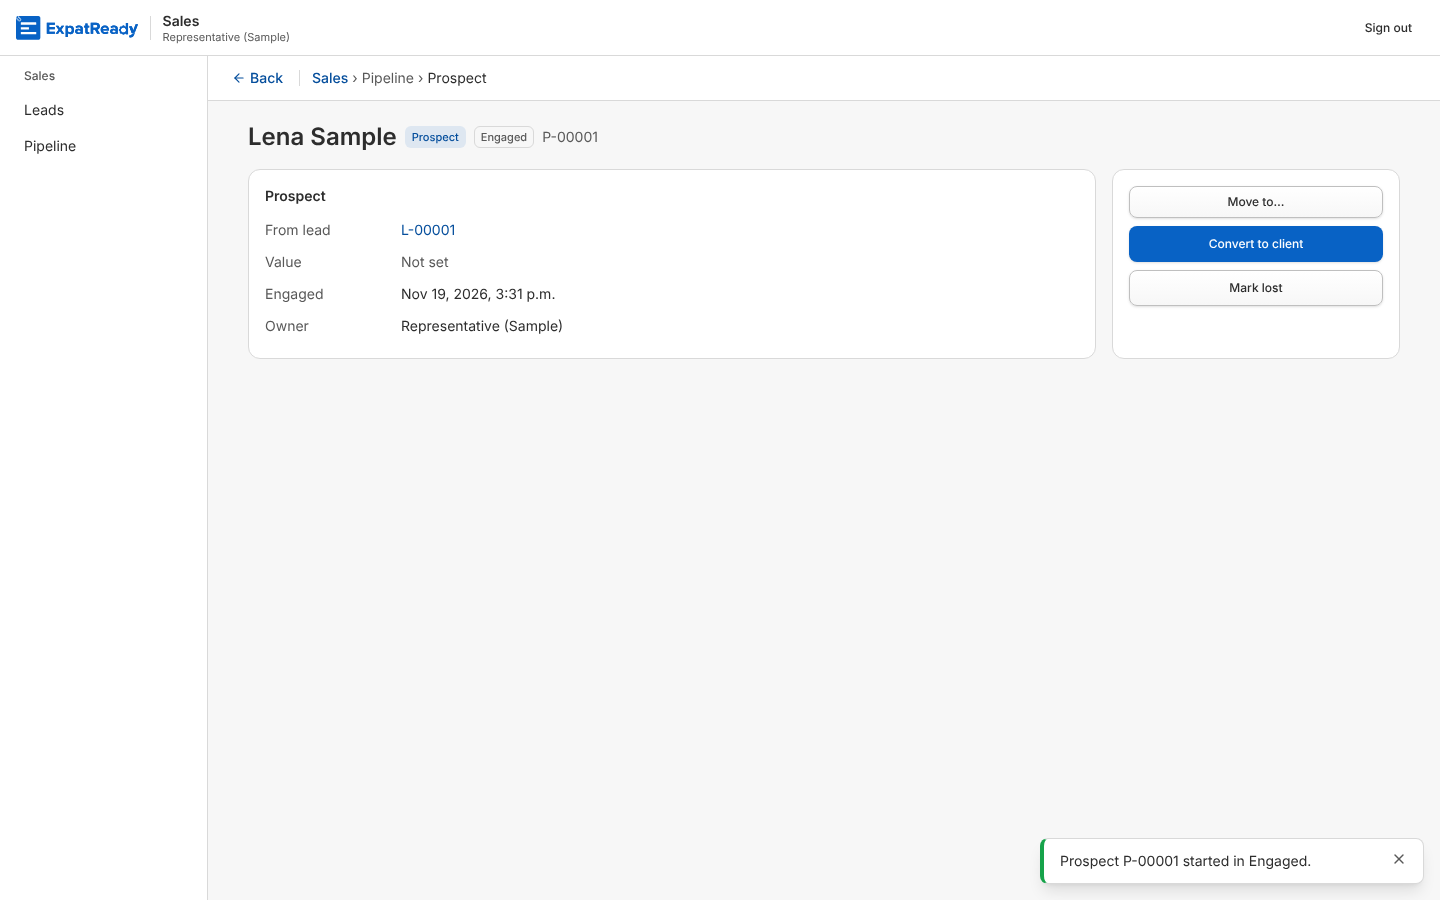 ExpatReady
Sales
Representative (Sample)
Sign out
Sales
Leads
Pipeline
← Back
Sales › Pipeline › Prospect
Lena Sample Prospect Engaged P-00001
Prospect
From lead L-00001
Value Not set
Engaged Nov 19, 2026, 3:31 p.m.
Owner Representative (Sample)
Move to...
Convert to client
Mark lost
Prospect P-00001 started in Engaged.